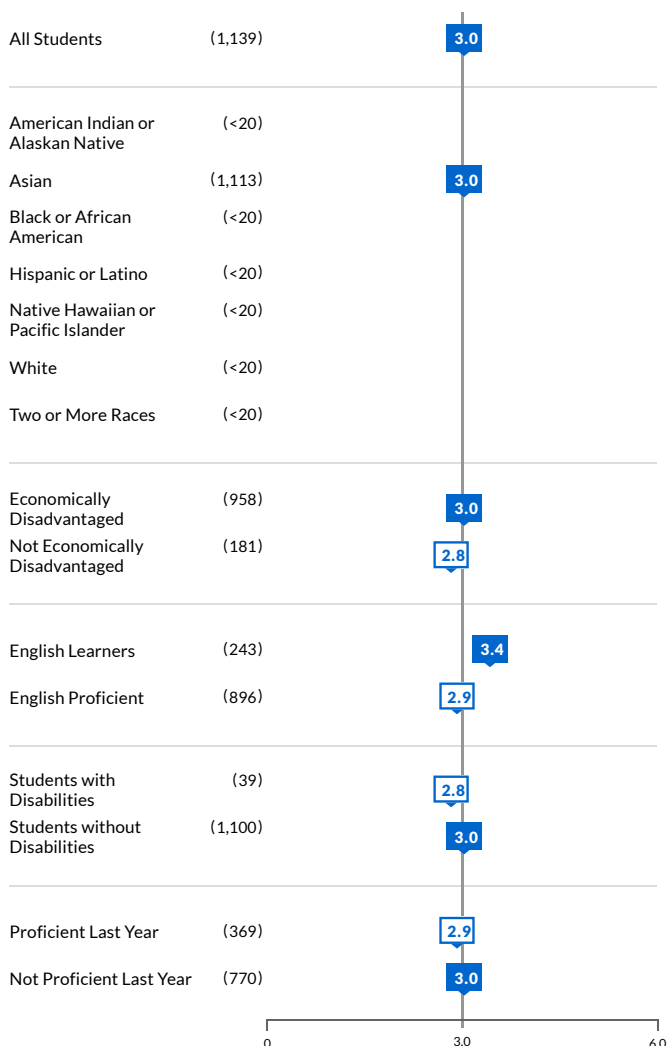 All Students (1,139) 3.0
American Indian or (<20)
Alaskan Native
Asian (1,113) 3.0
Black or African (<20)
American
Hispanic or Latino (<20)
Native Hawaiian or (<20)
Pacific Islander
White (<20)
Two or More Races (<20)
Economically (958) 3.0
Disadvantaged
Not Economically (181) 2.8
Disadvantaged
English Learners (243) 3.4
English Proficient (896) 2.9
Students with (39) 2.8
Disabilities
Students without (1,100) 3.0
Disabilities
Proficient Last Year (369) 2.9
Not Proficient Last Year (770) 3.0
0 3.0 6.0